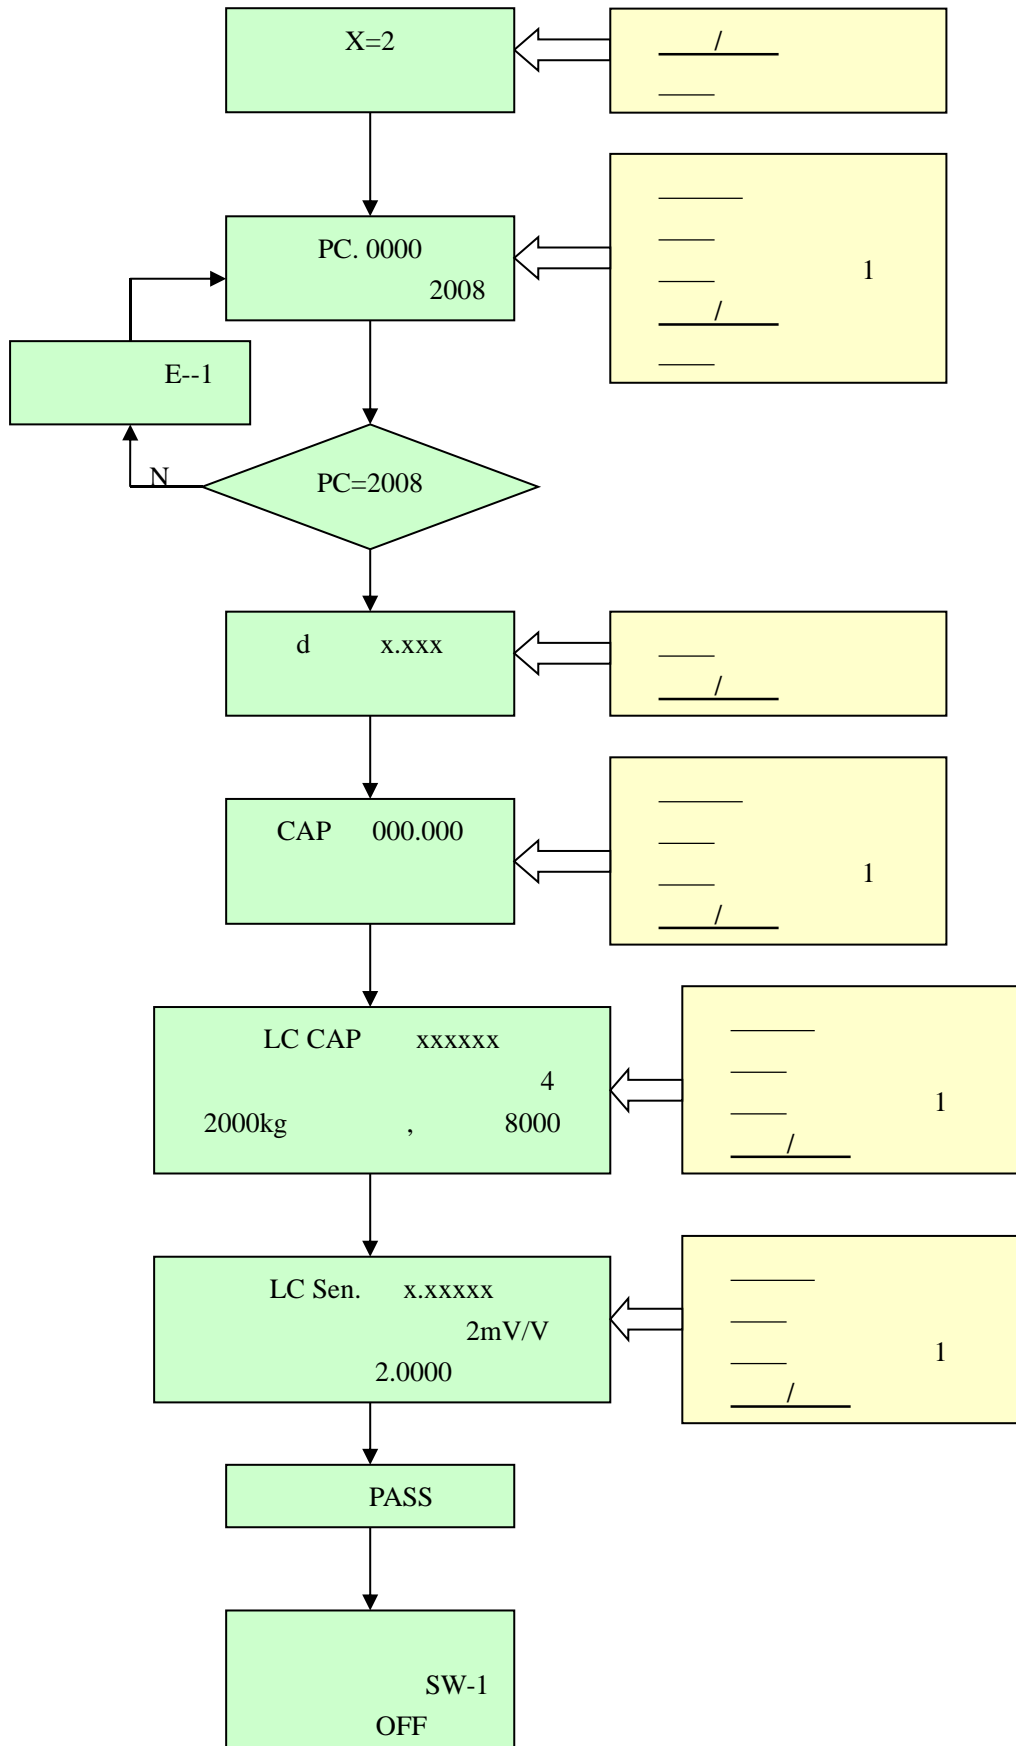 X=2
/
PC. 0000
2008
1
/
E--1
N
PC=2008
d x.xxx
/
CAP 000.000
1
/
LC CAP xxxxxx
4
2000kg , 8000
1
/
LC Sen. x.xxxxx
2mV/V
2.0000
1
/
PASS
SW-1
OFF